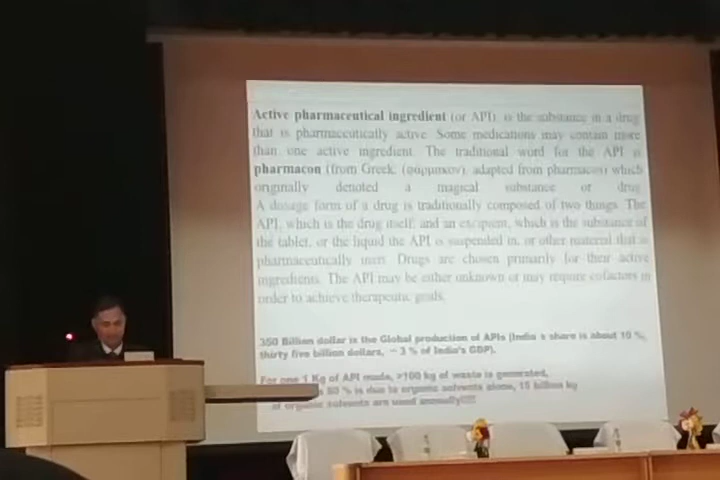 Active pharmaceutical ingredient (or API), is the substance in a drug
that is pharmaceutically active. Some medications may contain more
than one active ingredient. The traditional word for the API is
pharmacon (from Greek: adapted from pharmacos) which
originally denoted a magical substance or drug.
A dosage form of a drug is traditionally composed of two things. The
API, which is the drug itself; and an excipient, which is the substance of
the tablet, or the liquid the API is suspended in, or other material that is
pharmaceutically inert. Drugs are chosen primarily for their active
ingredients. The API may be either unknown or may require cofactors in
order to achieve therapeutic goals.
350 Billion dollar is the Global production of APIs (India s share is about 10 %,
thirty five billion dollars, ~ 3 % of India's GDP).
For one 1 Kg of API made, >100 kg of waste is generated,
80 % is due to organic solvents alone, 15 billion kg
of organic solvents are used annually!!!!